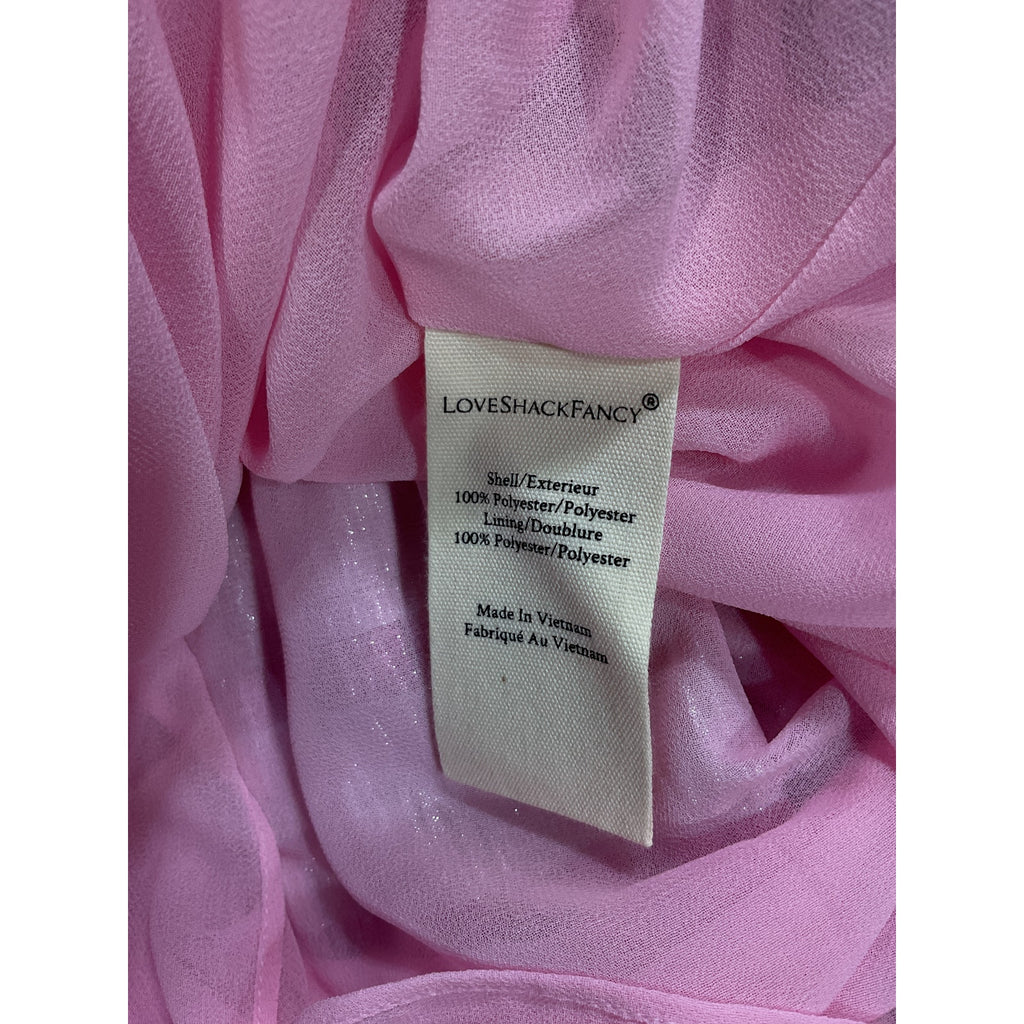 LoveShackFancy®
Shell/Exterieur
100% Polyester/Polyester
Lining/Doublure
100% Polyester/Polyester
Made In Vietnam
Fabriqué Au Vietnam